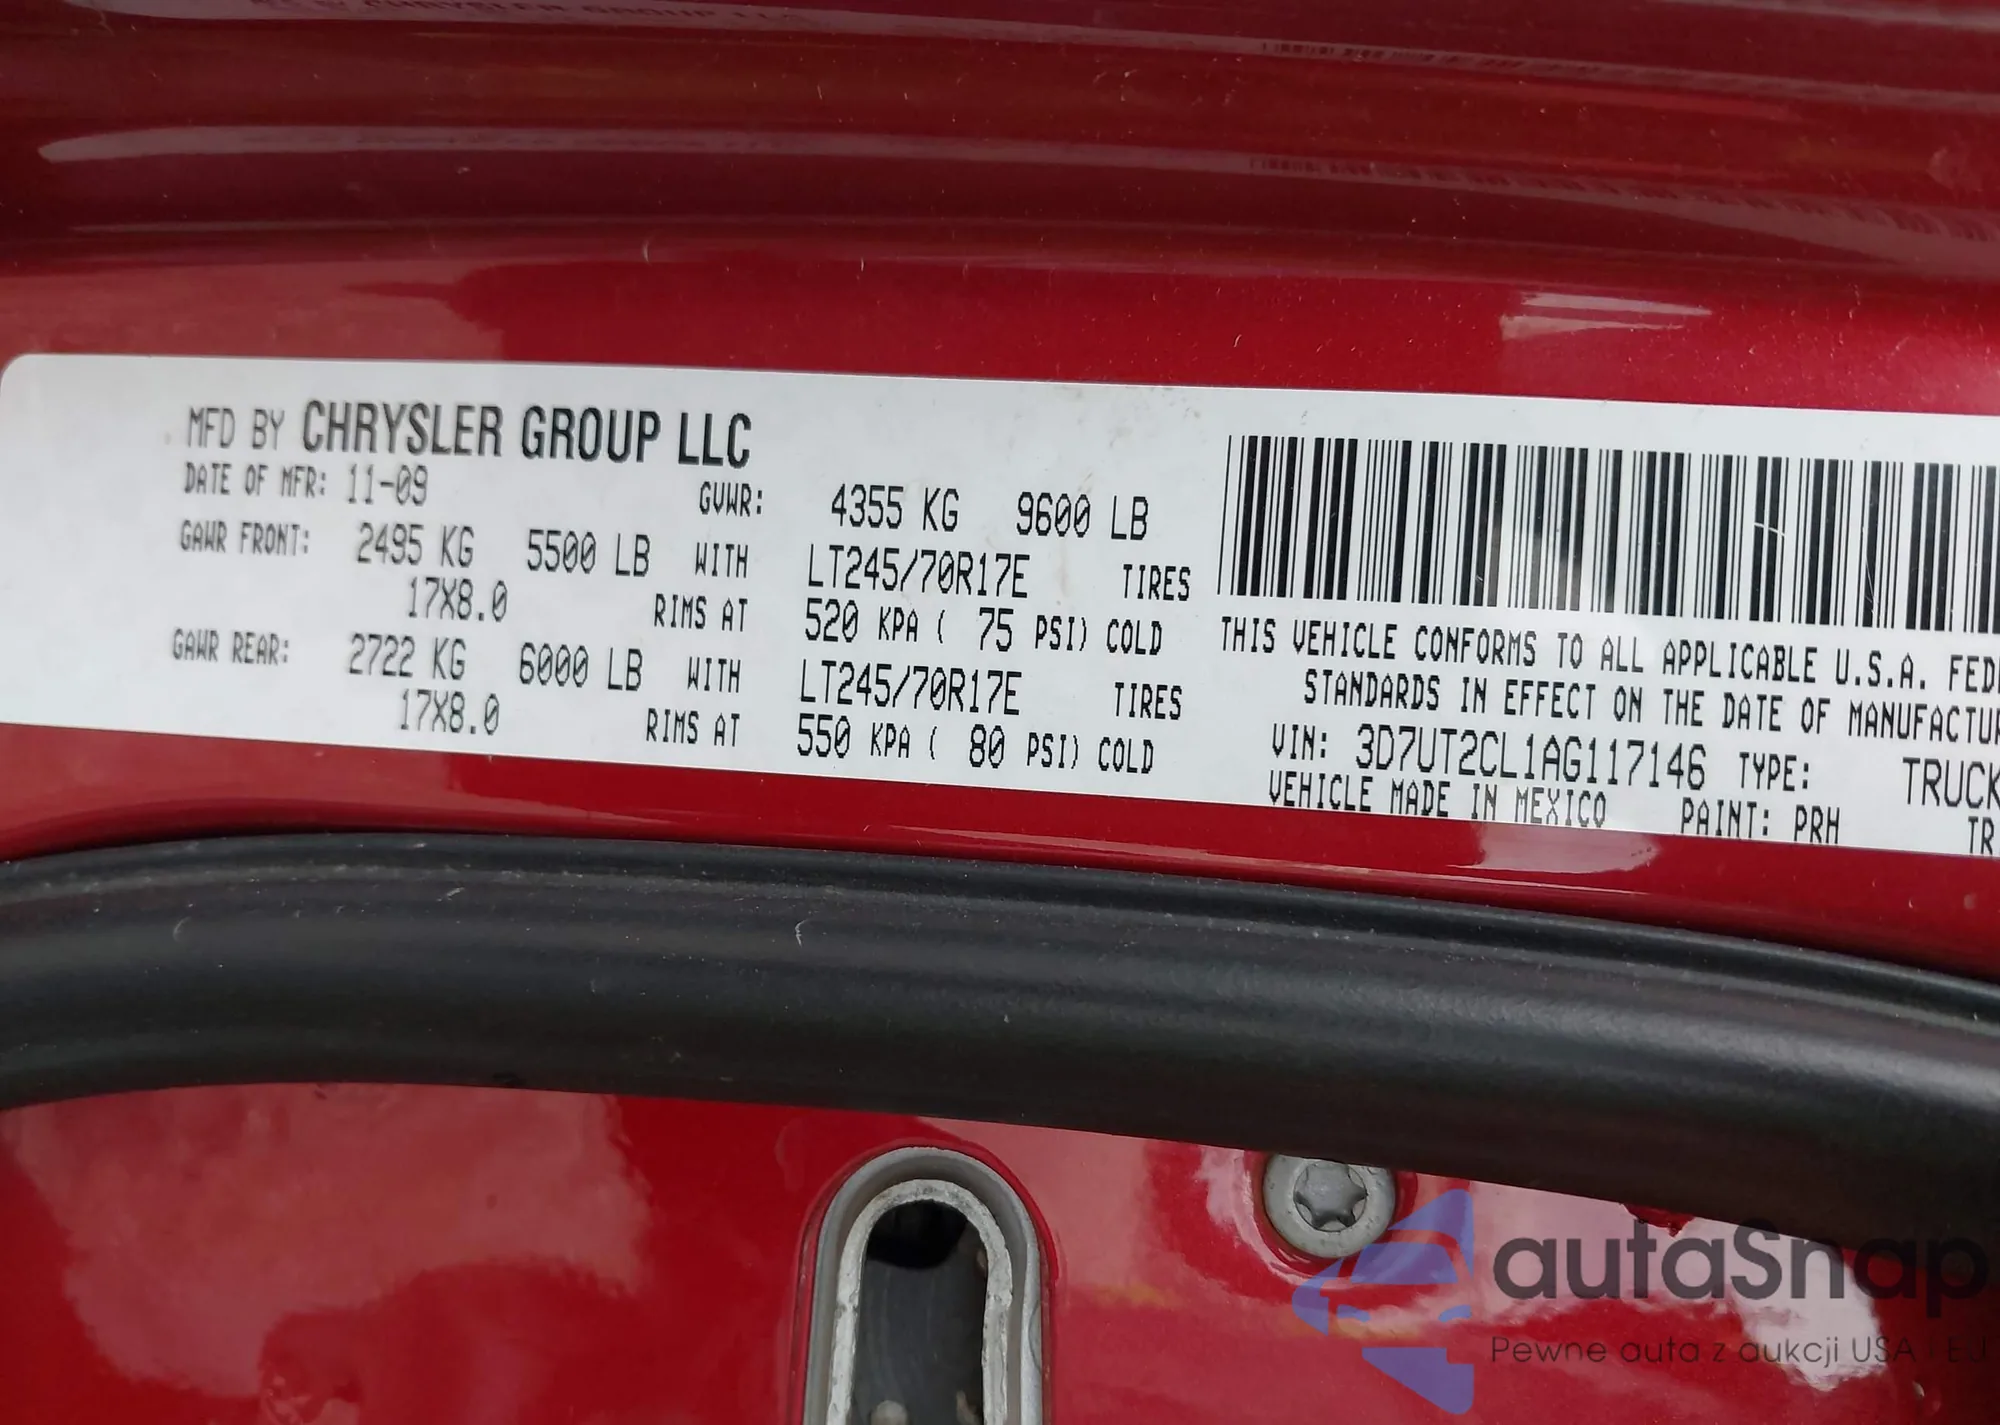 MFD BY CHRYSLER GROUP LLC
DATE OF MFR: 11-09 GVWR: 4355 KG 9600 LB
GAWR FRONT: 2495 KG 5500 LB WITH LT245/70R17E TIRES
17X8.0 RIMS AT 520 KPA ( 75 PSI) COLD
GAWR REAR: 2722 KG 6000 LB WITH LT245/70R17E TIRES
17X8.0 RIMS AT 550 KPA ( 80 PSI) COLD
THIS VEHICLE CONFORMS TO ALL APPLICABLE U.S.A. FED
STANDARDS IN EFFECT ON THE DATE OF MANUFACTUR
VIN: 3D7UT2CL1AG117146 TYPE: TRUCK
VEHICLE MADE IN MEXICO PAINT: PRH TR
autaSnap
Pewne auta z aukcji USA i EJ